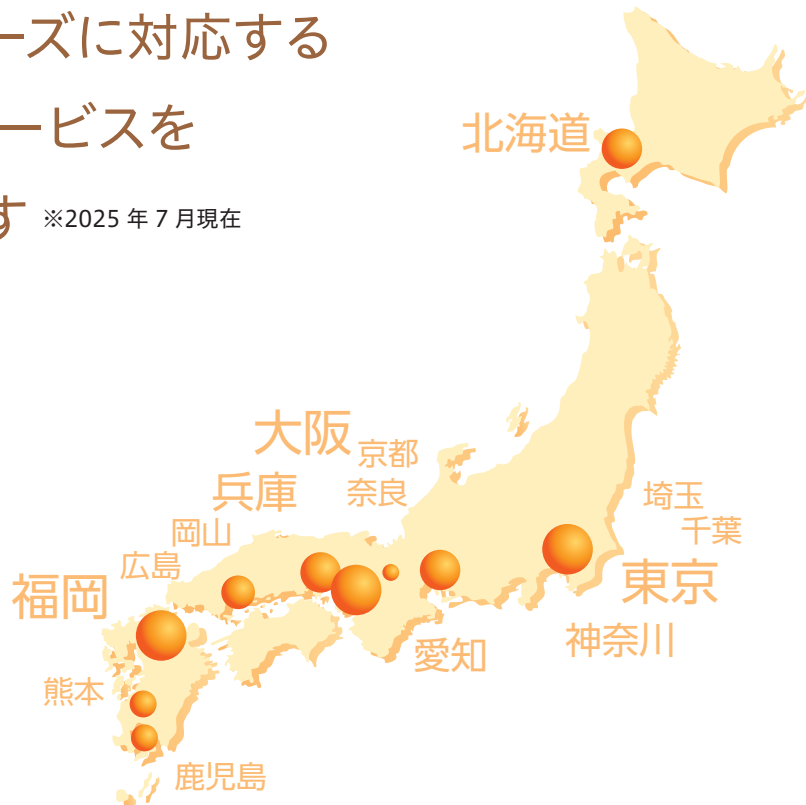 ーズに対応する
ービスを
す ※2025 年 7 月現在
北海道
大阪
京都
兵庫
奈良
埼玉
岡山
千葉
広島
福岡
東京
神奈川
愛知
熊本
鹿児島